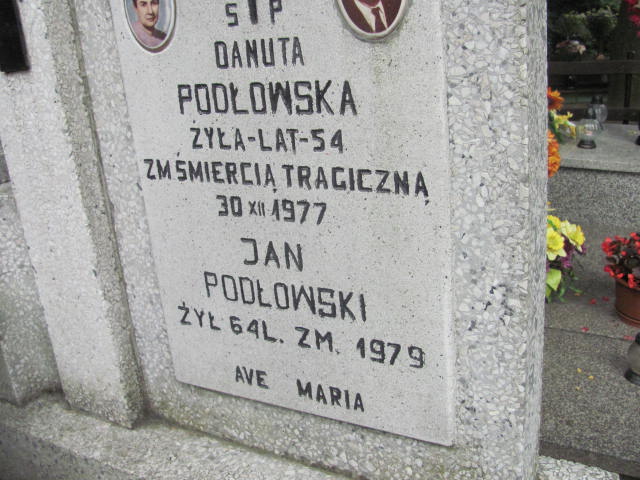 Ś P
DANUTA
PODŁOWSKA
ŻYŁA-LAT-54
ZM ŚMIERCIĄ TRAGICZNĄ
30 XII 1977
JAN
PODŁOWSKI
ŻYŁ 64L. ZM. 1979
AVE MARIA